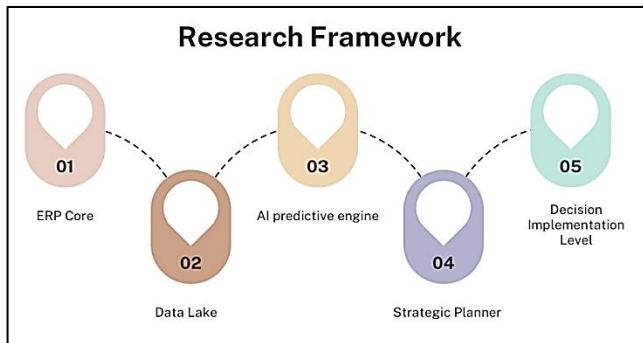 Research Framework
01
ERP Core
02
Data Lake
03
AI predictive engine
04
Strategic Planner
05
Decision
Implementation
Level